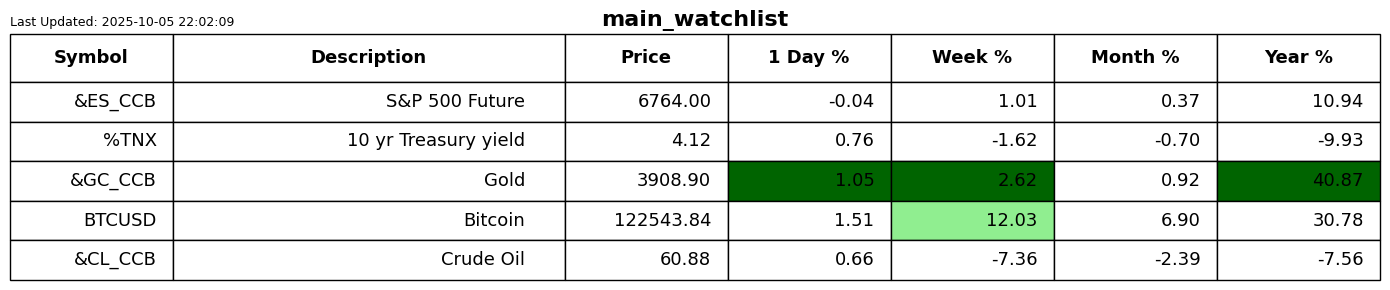 Last Updated: 2025-10-05 22:02:09
main_watchlist
Symbol Description Price 1 Day % Week % Month % Year %
&ES_CCB S&P 500 Future 6764.00 -0.04 1.01 0.37 10.94
%TNX 10 yr Treasury yield 4.12 0.76 -1.62 -0.70 -9.93
&GC_CCB Gold 3908.90 1.05 2.62 0.92 40.87
BTCUSD Bitcoin 122543.84 1.51 12.03 6.90 30.78
&CL_CCB Crude Oil 60.88 0.66 -7.36 -2.39 -7.56